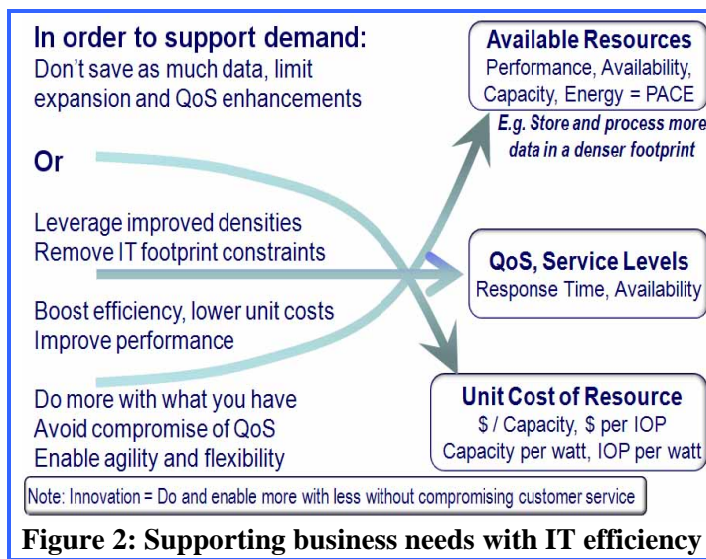 In order to support demand:
Don't save as much data, limit
expansion and QoS enhancements
Or
Leverage improved densities
Remove IT footprint constraints
Boost efficiency, lower unit costs
Improve performance
Do more with what you have
Avoid compromise of QoS
Enable agility and flexibility
Available Resources
Performance, Availability,
Capacity, Energy = PACE
E.g. Store and process more
data in a denser footprint
QoS, Service Levels
Response Time, Availability
Unit Cost of Resource
$ / Capacity, $ per IOP
Capacity per watt, IOP per watt
Note: Innovation = Do and enable more with less without compromising customer service
Figure 2: Supporting business needs with IT efficiency